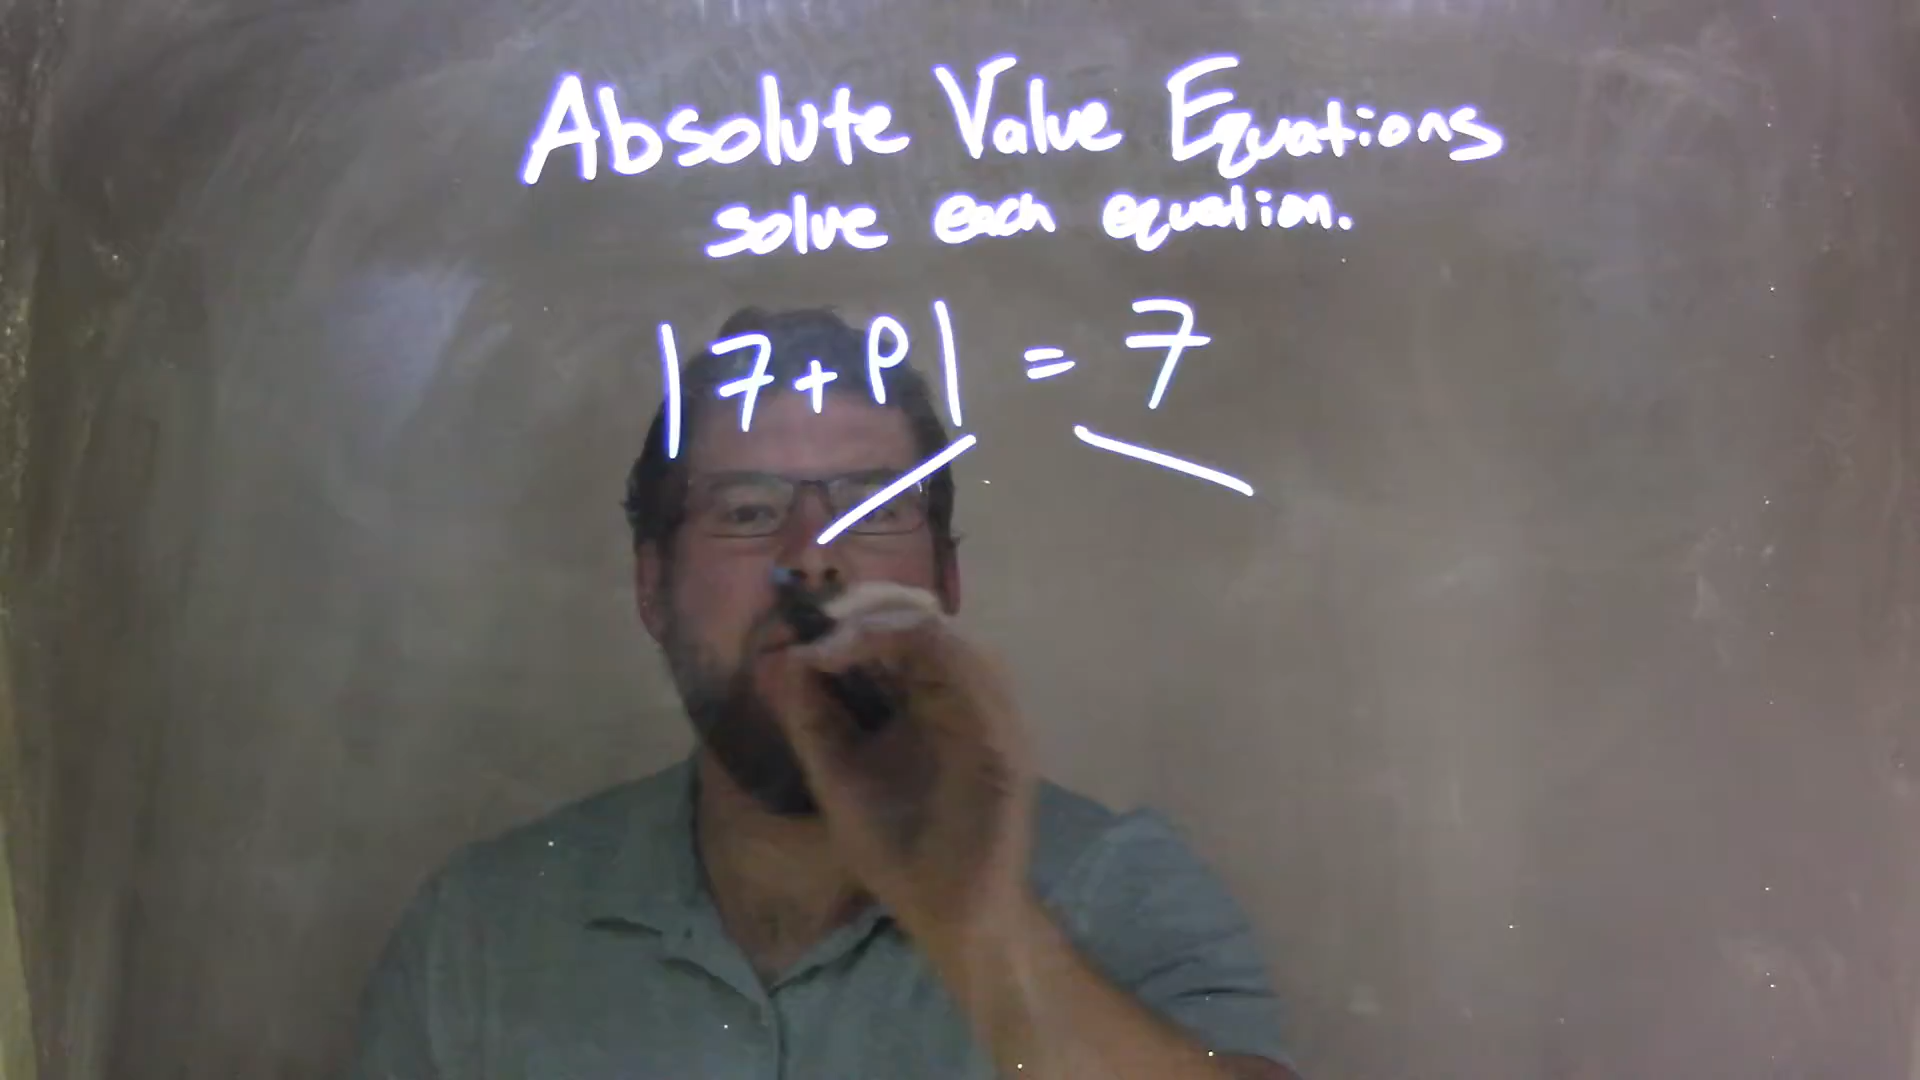 Absolute Value Equations
solve each equation.
|7+P| = 7